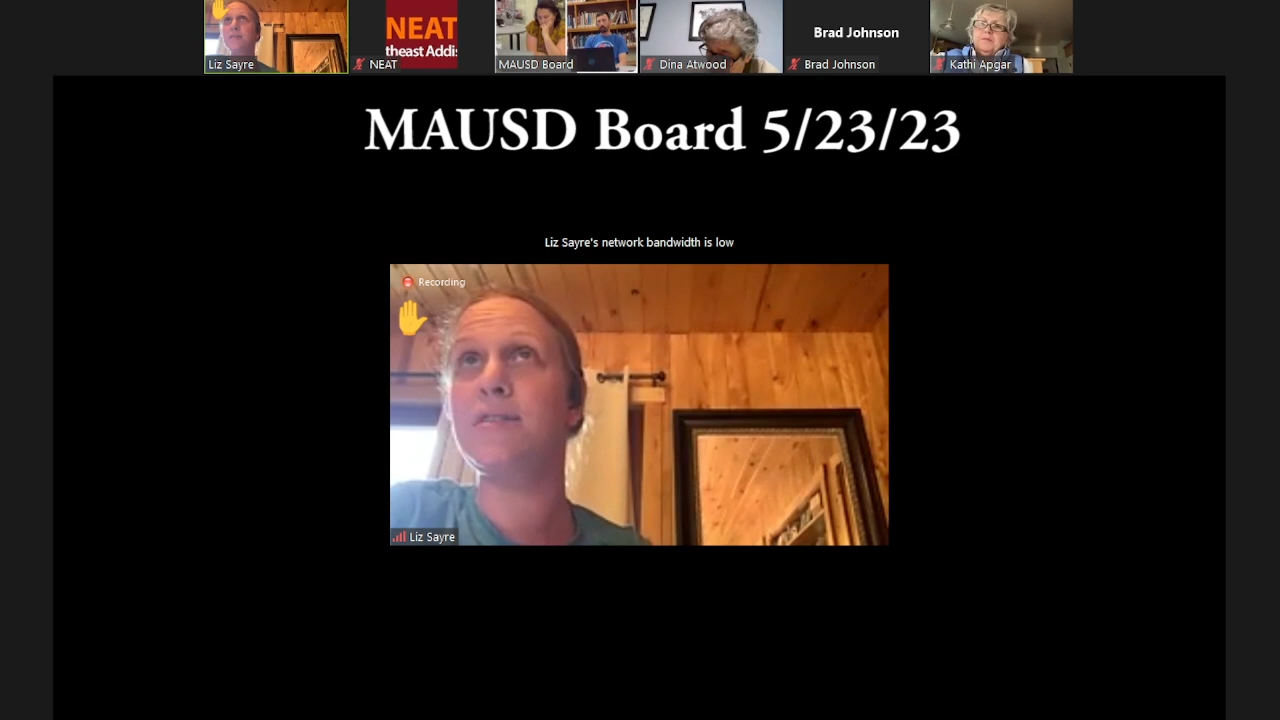 Liz Sayre
NEAT
theast Addis
NEAT
MAUSD Board
Dina Atwood
Brad Johnson
Brad Johnson
Kathi Apgar
MAUSD Board 5/23/23
Liz Sayre's network bandwidth is low
Recording
Liz Sayre